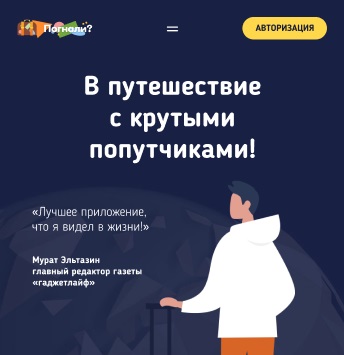 Погнали?
АВТОРИЗАЦИЯ
В путешествие
с крутыми
попутчиками!
«Лучшее приложение,
что я видел в жизни!»
Мурат Эльтазин
главный редактор газеты
«гаджетлайф»